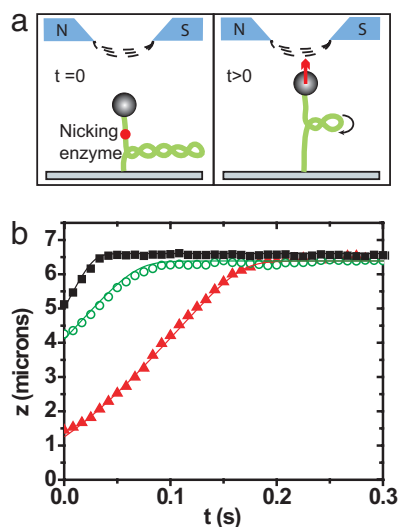 a
N S N S
t =0 t>0
Nicking
enzyme
b
7
6
5
4
3
2
1
0
0.0 0.1 0.2 0.3
z (microns)
t (s)